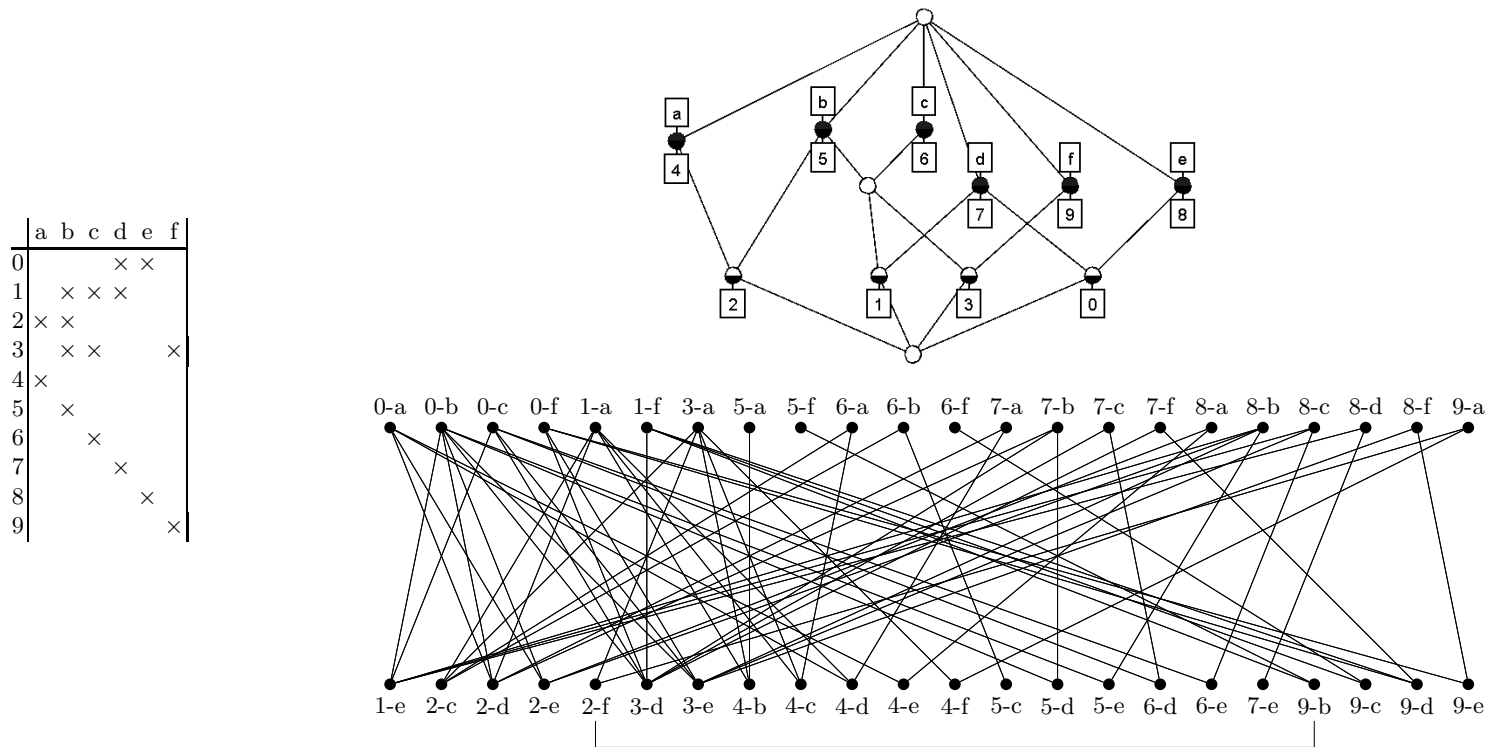 a b c d e f
0 × ×
1 × × ×
2 × ×
3 × × ×
4 ×
5 ×
6 ×
7 ×
8 ×
9 ×
a b c
4 5 6 d f e
7 9 8
2 1 3 0
0-a 0-b 0-c 0-f 1-a 1-f 3-a 5-a 5-f 6-a 6-b 6-f 7-a 7-b 7-c 7-f 8-a 8-b 8-c 8-d 8-f 9-a
1-e 2-c 2-d 2-e 2-f 3-d 3-e 4-b 4-c 4-d 4-e 4-f 5-c 5-d 5-e 6-d 6-e 7-e 9-b 9-c 9-d 9-e